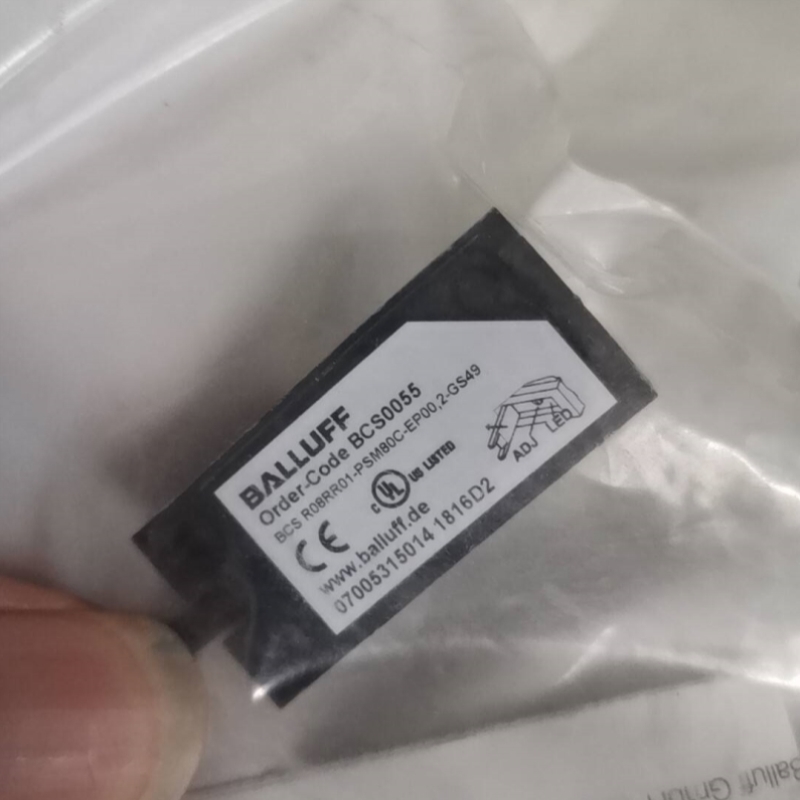 BALLUFF
Order-Code BCS0055
BCS R08RR01-PSM80C-EP00,2-GS49
CE
c UL US LISTED
www.balluff.de
07005315014 1816D2
ADJ LED
Balluff GmbH